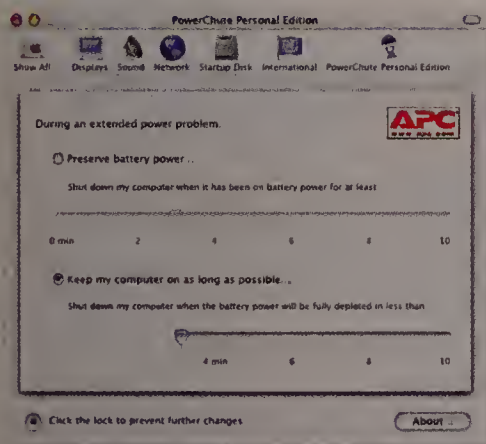 PowerChute Personal Edition
Show All Displays Sound Network Startup Disk International PowerChute Personal Edition
During an extended power problem.
APC
www.apc.com
Preserve battery power ..
Shut down my computer when it has been on battery power for at least
0 min 2 4 6 8 10
Keep my computer on as long as possible...
Shut down my computer when the battery power will be fully depleted in less than
4 min 6 8 10
Click the lock to prevent further changes
About